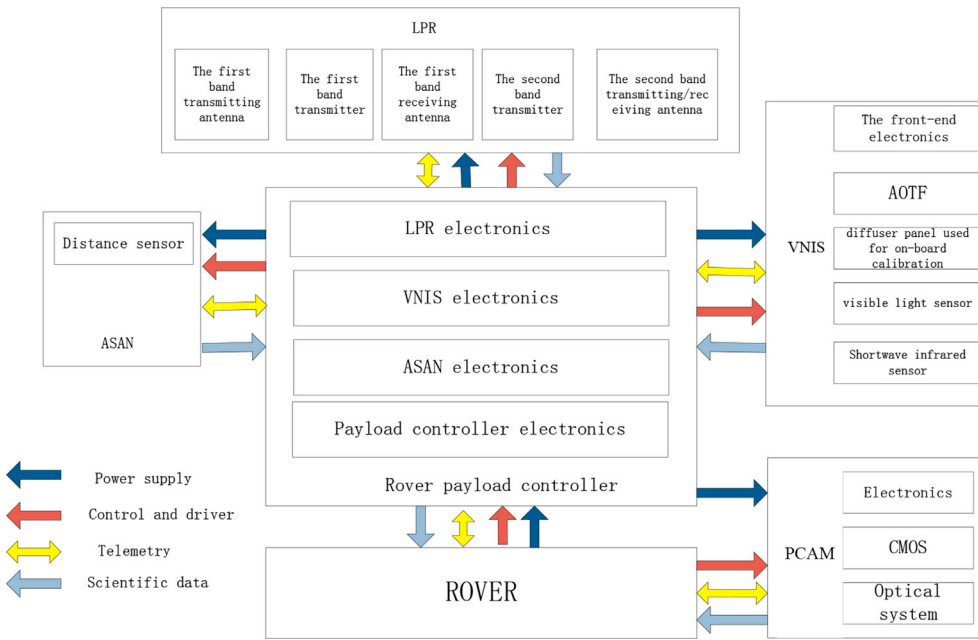 LPR
The first
band
transmitting
antenna
The first
band
transmitter
The first
band
receiving
antenna
The second
band
transmitter
The second band
transmitting/rec
eiving antenna
Distance sensor
ASAN
LPR electronics
VNIS electronics
ASAN electronics
Payload controller electronics
Rover payload controller
VNIS
The front-end
electronics
AOTF
diffuser panel used
for on-board
calibration
visible light sensor
Shortwave infrared
sensor
Power supply
Control and driver
Telemetry
Scientific data
ROVER
PCAM
Electronics
CMOS
Optical
system